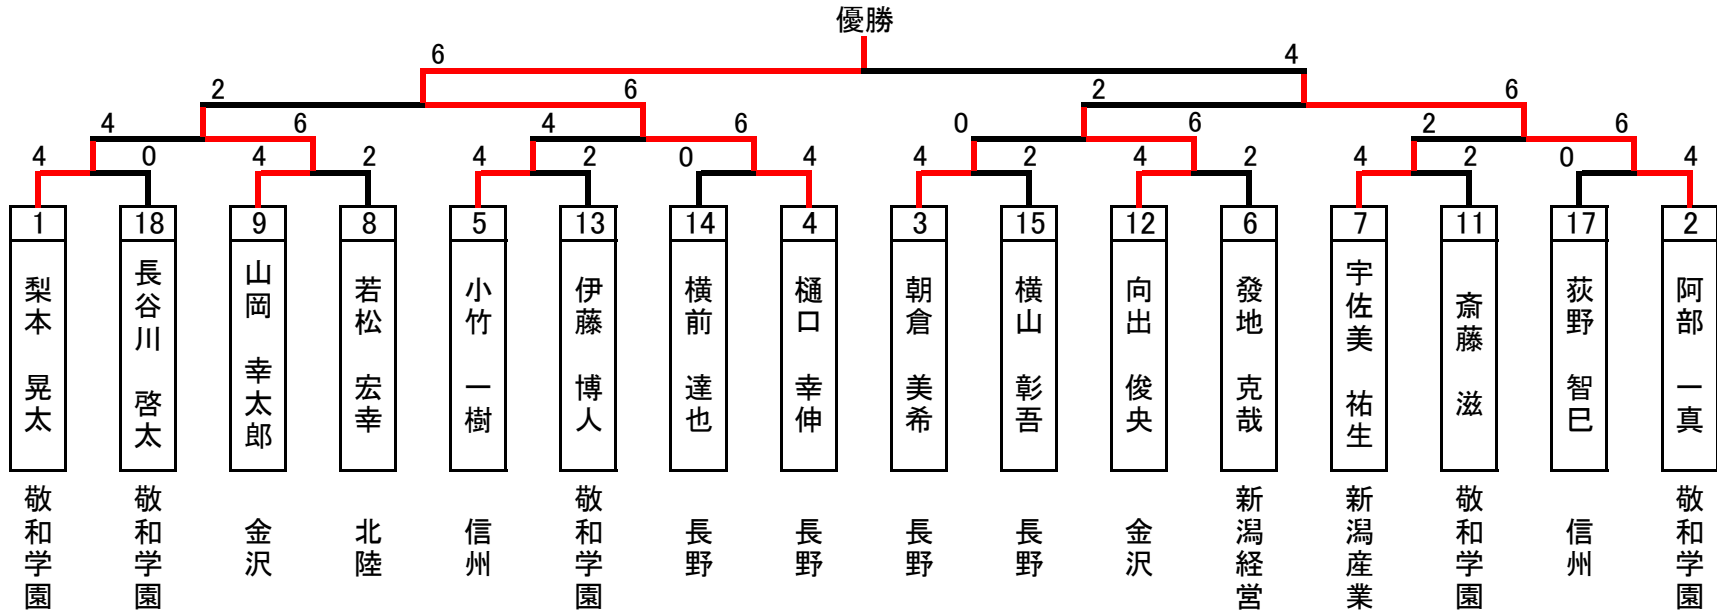 優勝
6 4
2 6 2 6
4 6 4 6 0 6 2 6
4 0 4 2 4 2 0 4 4 2 4 2 4 2 0 4
1 18 9 8 5 13 14 4 3 15 12 6 7 11 17 2
梨本 晃太
長谷川 啓太
山岡 幸太郎
若松 宏幸
小竹 一樹
伊藤 博人
横前 達也
樋口 幸伸
朝倉 美希
横山 彰吾
向出 俊央
發地 克哉
宇佐美 祐生
斎藤 滋
荻野 智巳
阿部 一真
敬和学園
敬和学園
金沢
北陸
信州
敬和学園
長野
長野
長野
長野
金沢
新潟経営
新潟産業
敬和学園
信州
敬和学園